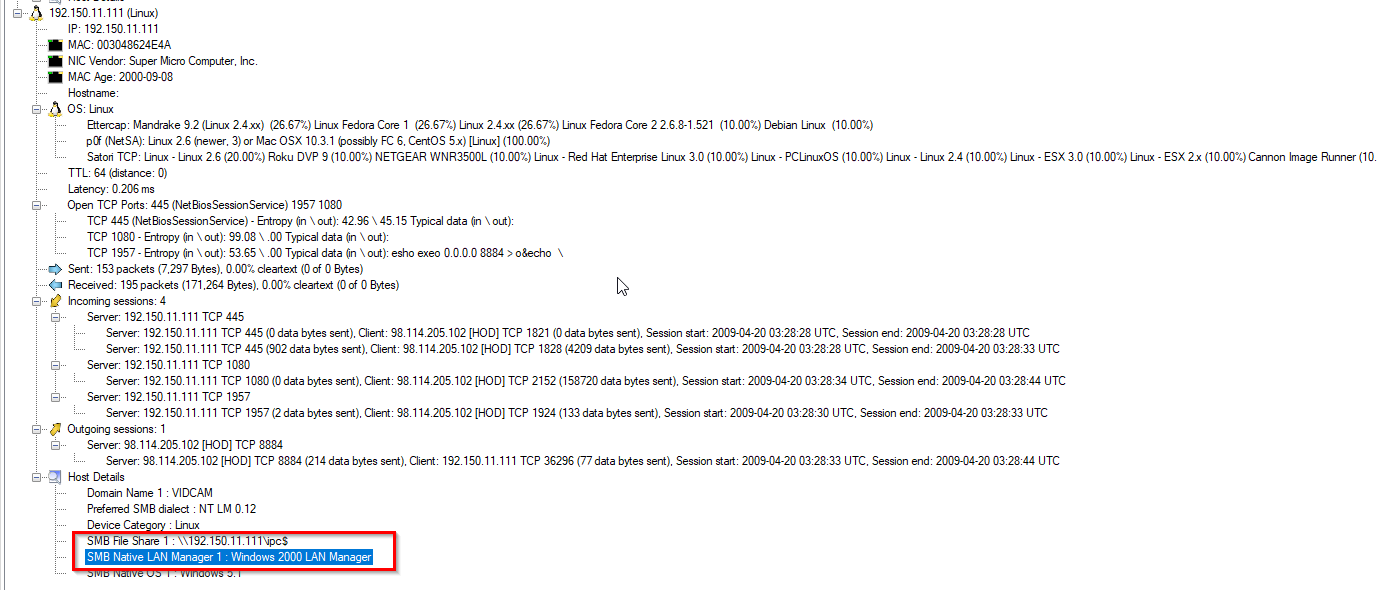 192.150.11.111 (Linux)
IP: 192.150.11.111
MAC: 003048624E4A
NIC Vendor: Super Micro Computer, Inc.
MAC Age: 2000-09-08
Hostname:
OS: Linux
Ettercap: Mandrake 9.2 (Linux 2.4.xx) (26.67%) Linux Fedora Core 1 (26.67%) Linux 2.4.xx (26.67%) Linux Fedora Core 2 2.6.8-1.521 (10.00%) Debian Linux (10.00%)
p0f (NetSA): Linux 2.6 (newer, 3) or Mac OSX 10.3.1 (possibly FC 6, CentOS 5.x) [Linux] (100.00%)
Satori TCP: Linux - Linux 2.6 (20.00%) Roku DVP 9 (10.00%) NETGEAR WNR3500L (10.00%) Linux - Red Hat Enterprise Linux 3.0 (10.00%) Linux - PCLinuxOS (10.00%) Linux - Linux 2.4 (10.00%) Linux - ESX 3.0 (10.00%) Linux - ESX 2.x (10.00%) Cannon Image Runner (10.
TTL: 64 (distance: 0)
Latency: 0.206 ms
Open TCP Ports: 445 (NetBiosSessionService) 1957 1080
TCP 445 (NetBiosSessionService) - Entropy (in \ out): 42.96 \ 45.15 Typical data (in \ out):
TCP 1080 - Entropy (in \ out): 99.08 \ .00 Typical data (in \ out):
TCP 1957 - Entropy (in \ out): 53.65 \ .00 Typical data (in \ out): esho exeo 0.0.0.0 8884 > o&echo \
Sent: 153 packets (7,297 Bytes), 0.00% cleartext (0 of 0 Bytes)
Received: 195 packets (171,264 Bytes), 0.00% cleartext (0 of 0 Bytes)
Incoming sessions: 4
Server: 192.150.11.111 TCP 445
Server: 192.150.11.111 TCP 445 (0 data bytes sent), Client: 98.114.205.102 [HOD] TCP 1821 (0 data bytes sent), Session start: 2009-04-20 03:28:28 UTC, Session end: 2009-04-20 03:28:28 UTC
Server: 192.150.11.111 TCP 445 (902 data bytes sent), Client: 98.114.205.102 [HOD] TCP 1828 (4209 data bytes sent), Session start: 2009-04-20 03:28:28 UTC, Session end: 2009-04-20 03:28:33 UTC
Server: 192.150.11.111 TCP 1080
Server: 192.150.11.111 TCP 1080 (0 data bytes sent), Client: 98.114.205.102 [HOD] TCP 2152 (158720 data bytes sent), Session start: 2009-04-20 03:28:34 UTC, Session end: 2009-04-20 03:28:44 UTC
Server: 192.150.11.111 TCP 1957
Server: 192.150.11.111 TCP 1957 (2 data bytes sent), Client: 98.114.205.102 [HOD] TCP 1924 (133 data bytes sent), Session start: 2009-04-20 03:28:30 UTC, Session end: 2009-04-20 03:28:33 UTC
Outgoing sessions: 1
Server: 98.114.205.102 [HOD] TCP 8884
Server: 98.114.205.102 [HOD] TCP 8884 (214 data bytes sent), Client: 192.150.11.111 TCP 36296 (77 data bytes sent), Session start: 2009-04-20 03:28:33 UTC, Session end: 2009-04-20 03:28:44 UTC
Host Details
Domain Name 1 : VIDCAM
Preferred SMB dialect : NT LM 0.12
Device Category : Linux
SMB File Share 1 : \\192.150.11.111\ipc$
SMB Native LAN Manager 1 : Windows 2000 LAN Manager
SMB Native OS 1 : Windows 5.1